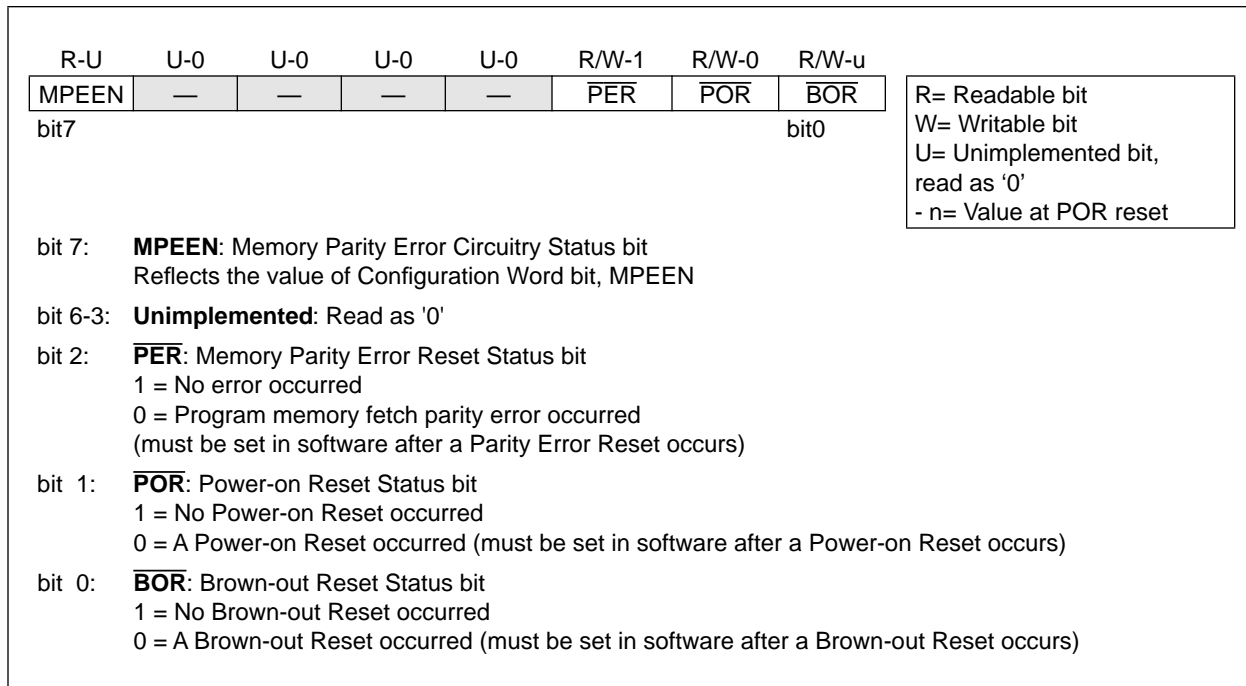 R-U U-0 U-0 U-0 U-0 R/W-1 R/W-0 R/W-u
MPEEN — — — — P̅E̅R̅ P̅O̅R̅ B̅O̅R̅
bit7 bit0
R= Readable bit
W= Writable bit
U= Unimplemented bit,
read as ‘0’
- n= Value at POR reset
bit 7: MPEEN: Memory Parity Error Circuitry Status bit
Reflects the value of Configuration Word bit, MPEEN
bit 6-3: Unimplemented: Read as '0'
bit 2: P̅E̅R̅: Memory Parity Error Reset Status bit
1 = No error occurred
0 = Program memory fetch parity error occurred
(must be set in software after a Parity Error Reset occurs)
bit 1: P̅O̅R̅: Power-on Reset Status bit
1 = No Power-on Reset occurred
0 = A Power-on Reset occurred (must be set in software after a Power-on Reset occurs)
bit 0: B̅O̅R̅: Brown-out Reset Status bit
1 = No Brown-out Reset occurred
0 = A Brown-out Reset occurred (must be set in software after a Brown-out Reset occurs)